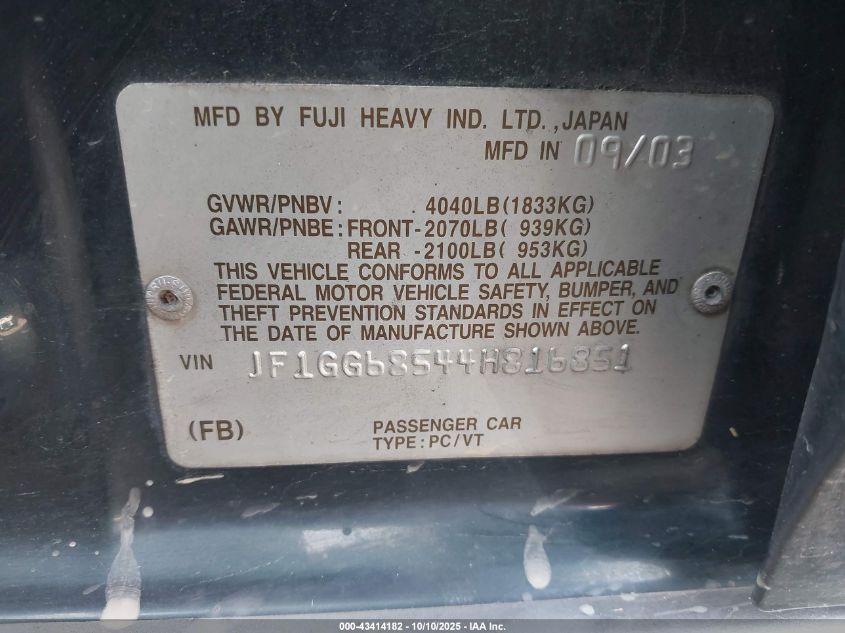 MFD BY FUJI HEAVY IND. LTD.,JAPAN
MFD IN 09/03
GVWR/PNBV: . 4040LB(1833KG)
GAWR/PNBE: FRONT-2070LB( 939KG)
REAR -2100LB( 953KG)
THIS VEHICLE CONFORMS TO ALL APPLICABLE
FEDERAL MOTOR VEHICLE SAFETY, BUMPER, AND
THEFT PREVENTION STANDARDS IN EFFECT ON
THE DATE OF MANUFACTURE SHOWN ABOVE.
VIN JF1GG68544H816851
(FB) PASSENGER CAR
TYPE: PC/VT
000-43414182 - 10/10/2025 - IAA Inc.